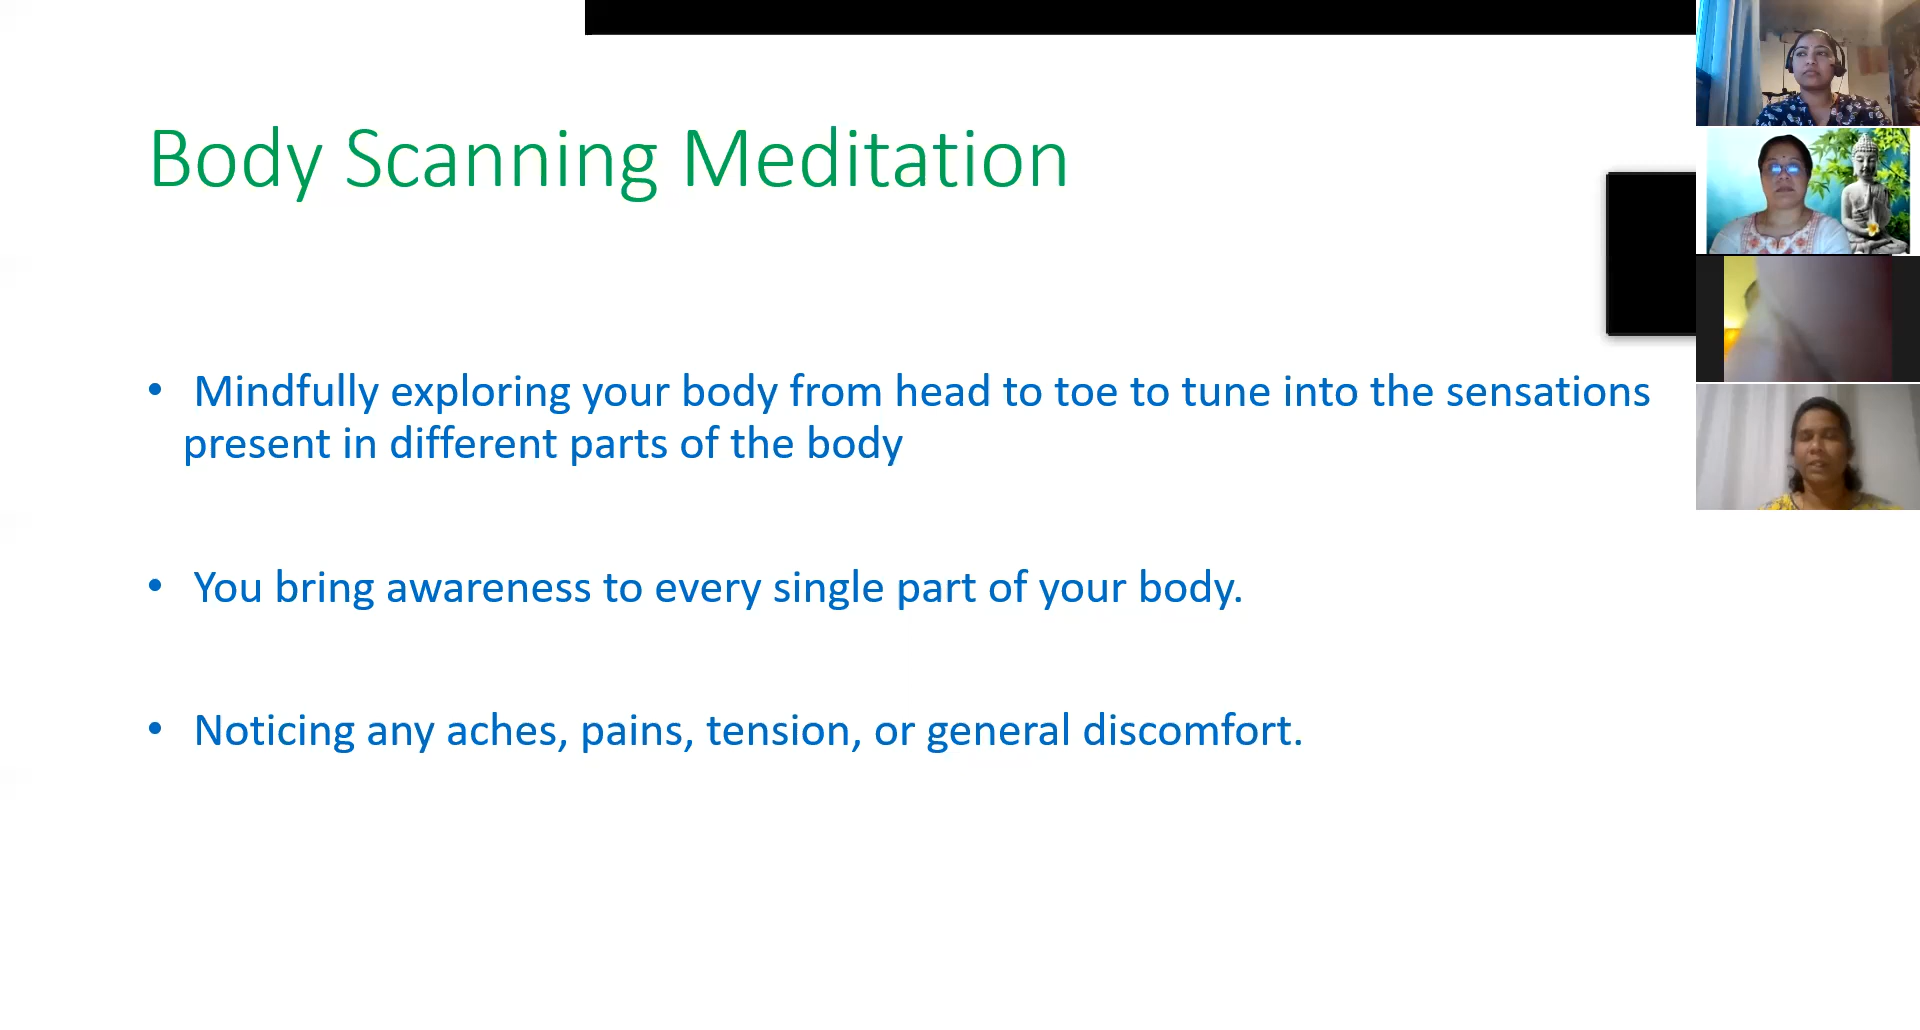 Body Scanning Meditation
• Mindfully exploring your body from head to toe to tune into the sensations
present in different parts of the body
• You bring awareness to every single part of your body.
• Noticing any aches, pains, tension, or general discomfort.